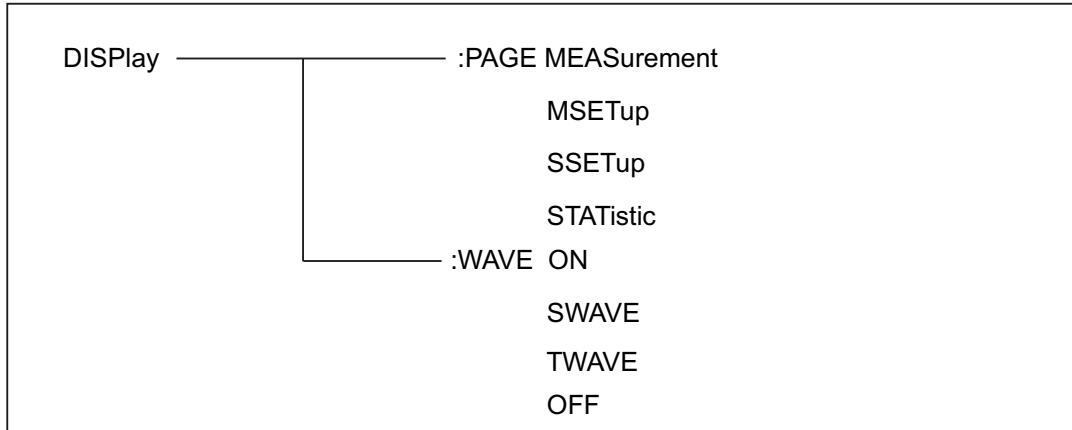 DISPlay :PAGE MEASurement
MSETup
SSETup
STATistic
:WAVE ON
SWAVE
TWAVE
OFF